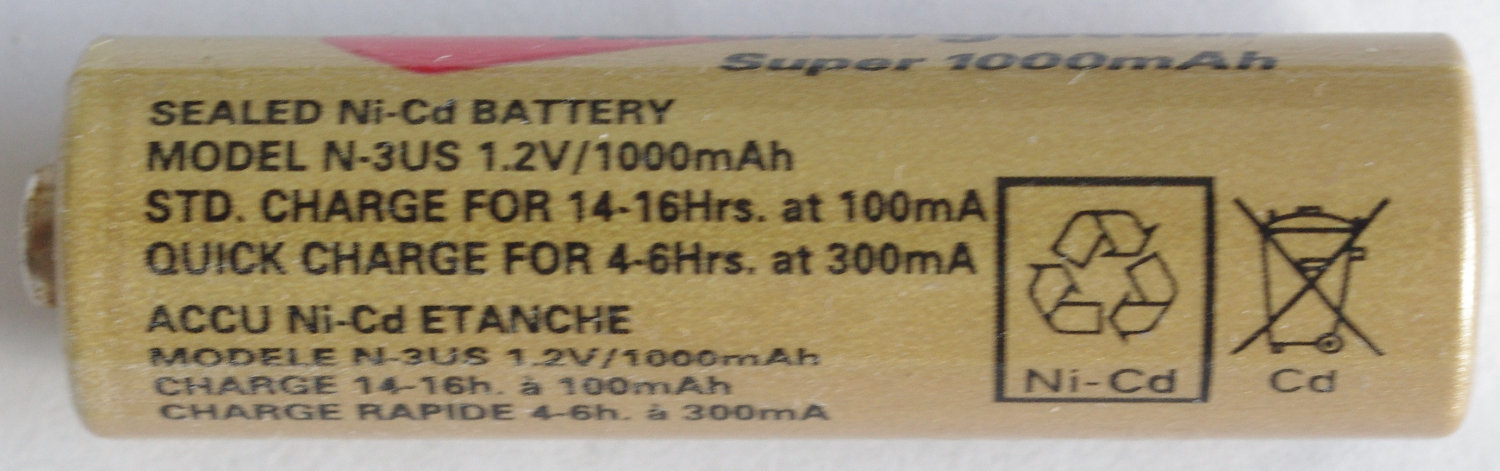 Super 1000mAh
SEALED Ni-Cd BATTERY
MODEL N-3US 1.2V/1000mAh
STD. CHARGE FOR 14-16Hrs. at 100mA
QUICK CHARGE FOR 4-6Hrs. at 300mA
ACCU Ni-Cd ETANCHE
MODELE N-3US 1.2V/1000mAh
CHARGE 14-16h. à 100mAh
CHARGE RAPIDE 4-6h. à 300mA
Ni-Cd
Cd